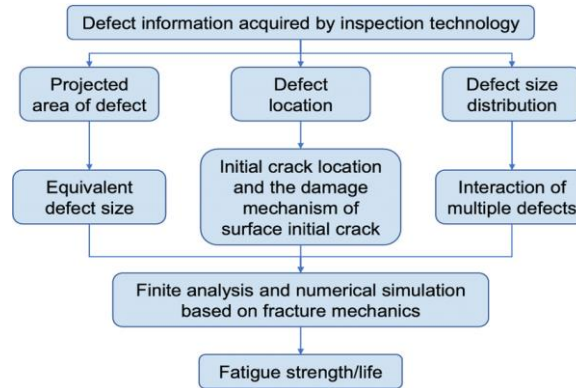 Defect information acquired by inspection technology
Projected
area of defect
Defect
location
Defect size
distribution
Equivalent
defect size
Initial crack location
and the damage
mechanism of
surface initial crack
Interaction of
multiple defects
Finite analysis and numerical simulation
based on fracture mechanics
Fatigue strength/life